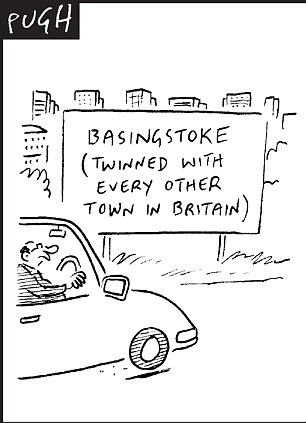 PUGH
BASINGSTOKE
(TWINNED WITH
EVERY OTHER
TOWN IN BRITAIN)